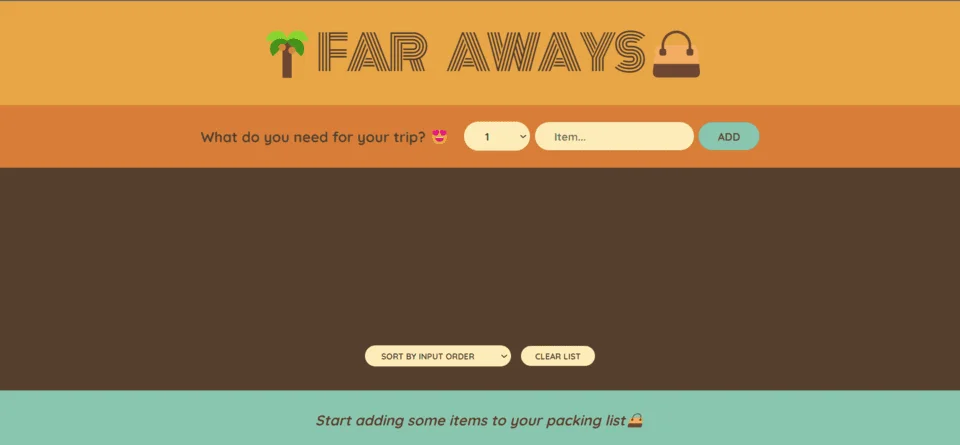 🌴 FAR AWAYS 👜
What do you need for your trip? 😍 1 Item... ADD
SORT BY INPUT ORDER CLEAR LIST
Start adding some items to your packing list👜